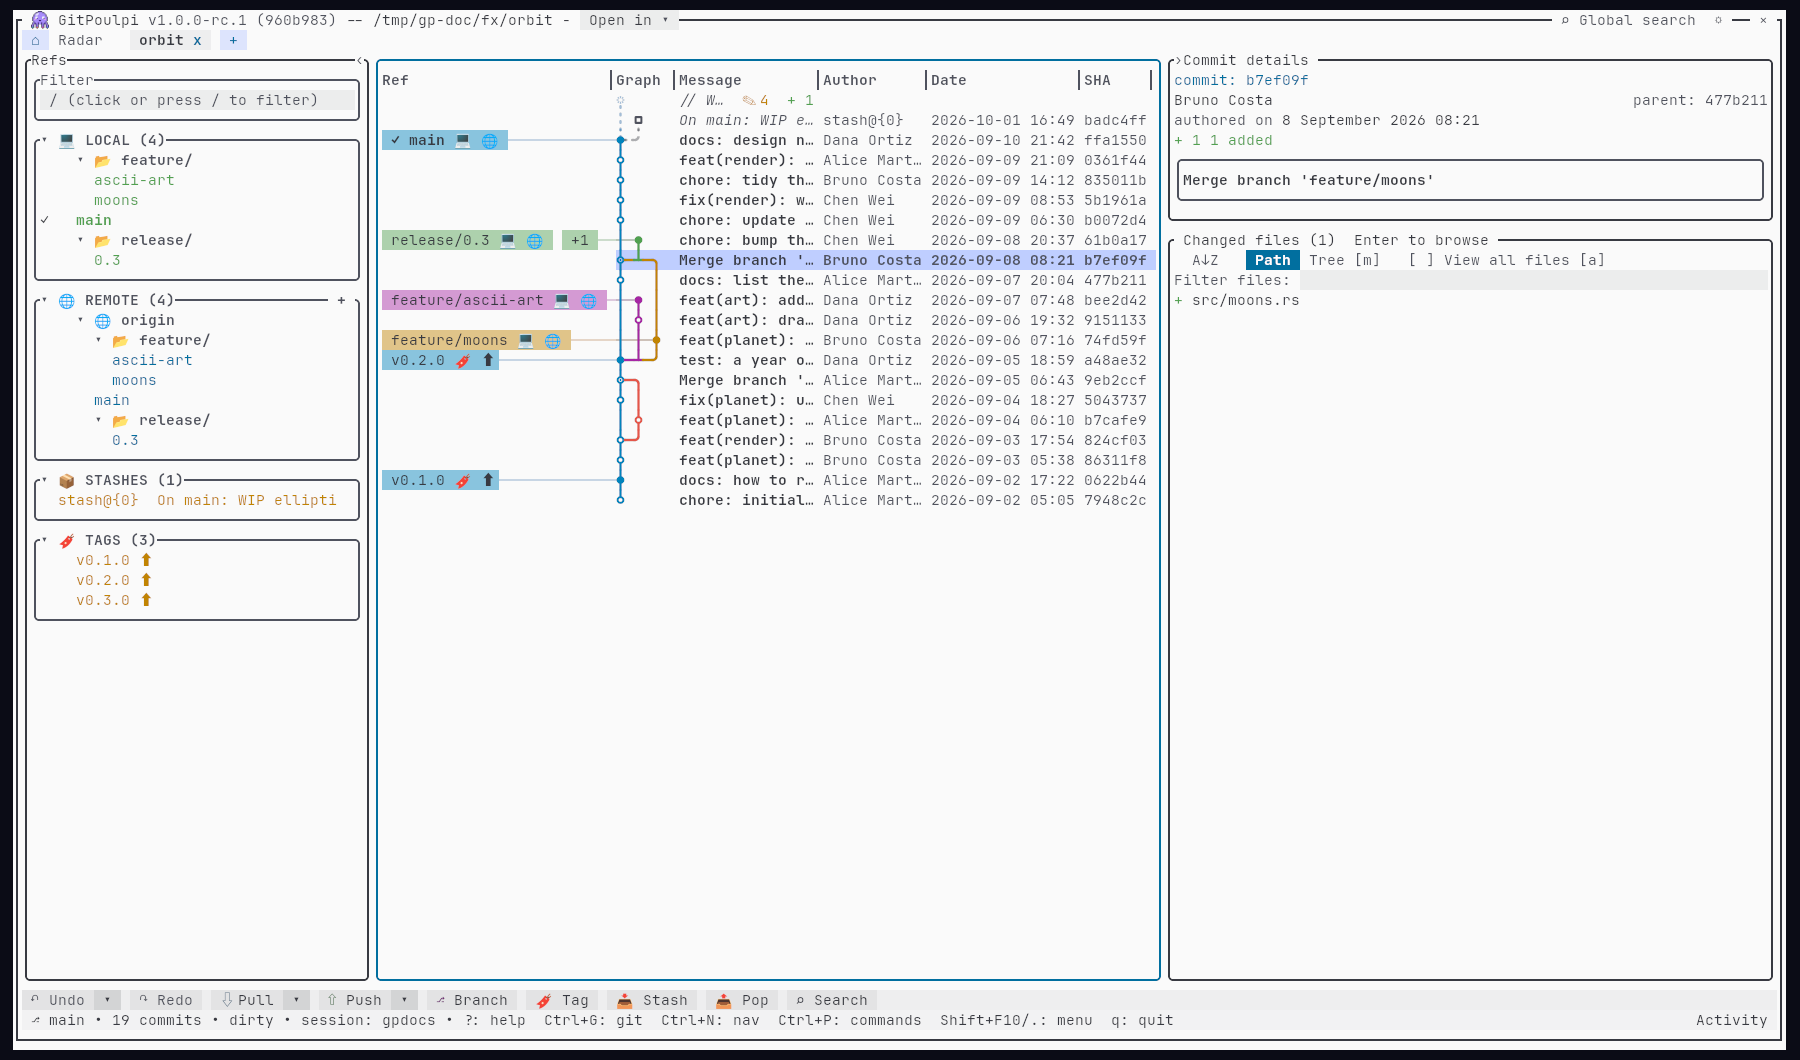 GitPoulpi v1.0.0-rc.1 (960b983) -- /tmp/gp-doc/fx/orbit - Open in ▾ ⌕ Global search ☼ — ×
⌂ Radar orbit x +
Refs ‹
Filter
/ (click or press / to filter)
▾ 💻 LOCAL (4)
▾ 📂 feature/
ascii-art
moons
✓ main
▾ 📂 release/
0.3
▾ 🌐 REMOTE (4) +
▾ 🌐 origin
▾ 📂 feature/
ascii-art
moons
main
▾ 📂 release/
0.3
▾ 📦 STASHES (1)
stash@{0} On main: WIP ellipti
▾ TAGS (3)
v0.1.0 ⬆
v0.2.0 ⬆
v0.3.0 ⬆
Ref Graph Message Author Date SHA
// W… ✎ 4 + 1
On main: WIP e… stash@{0} 2026-10-01 16:49 badc4ff
✓ main 💻 🌐 docs: design n… Dana Ortiz 2026-09-10 21:42 ffa1550
feat(render): … Alice Mart… 2026-09-09 21:09 0361f44
chore: tidy th… Bruno Costa 2026-09-09 14:12 835011b
fix(render): w… Chen Wei 2026-09-09 08:53 5b1961a
chore: update … Chen Wei 2026-09-09 06:30 b0072d4
release/0.3 💻 🌐 +1 chore: bump th… Chen Wei 2026-09-08 20:37 61b0a17
Merge branch '… Bruno Costa 2026-09-08 08:21 b7ef09f
docs: list the… Alice Mart… 2026-09-07 20:04 477b211
feature/ascii-art 💻 🌐 feat(art): add… Dana Ortiz 2026-09-07 07:48 bee2d42
feat(art): dra… Dana Ortiz 2026-09-06 19:32 9151133
feature/moons 💻 🌐 feat(planet): … Bruno Costa 2026-09-06 07:16 74fd59f
v0.2.0 ⬆ test: a year o… Dana Ortiz 2026-09-05 18:59 a48ae32
Merge branch '… Alice Mart… 2026-09-05 06:43 9eb2ccf
fix(planet): u… Chen Wei 2026-09-04 18:27 5043737
feat(planet): … Alice Mart… 2026-09-04 06:10 b7cafe9
feat(render): … Bruno Costa 2026-09-03 17:54 824cf03
feat(planet): … Bruno Costa 2026-09-03 05:38 86311f8
v0.1.0 ⬆ docs: how to r… Alice Mart… 2026-09-02 17:22 0622b44
chore: initial… Alice Mart… 2026-09-02 05:05 7948c2c
›Commit details
commit: b7ef09f
Bruno Costa parent: 477b211
authored on 8 September 2026 08:21
+ 1 1 added
Merge branch 'feature/moons'
Changed files (1) Enter to browse
A↓Z Path Tree [m] [ ] View all files [a]
Filter files:
+ src/moons.rs
Undo ▾ Redo Pull ▾ Push ▾ Branch Tag Stash Pop ⌕ Search
main • 19 commits • dirty • session: gpdocs • ?: help Ctrl+G: git Ctrl+N: nav Ctrl+P: commands Shift+F10/.: menu q: quit Activity